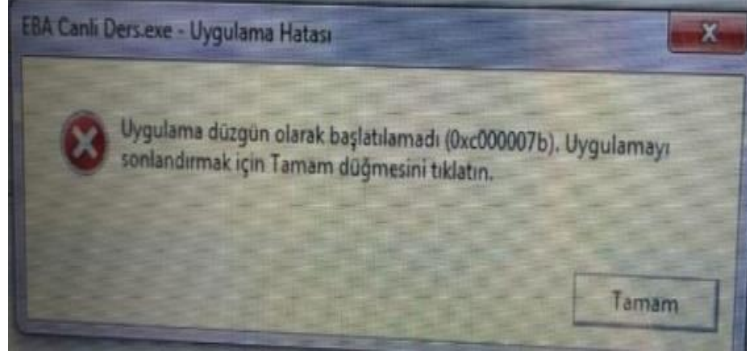 EBA Canlı Ders.exe - Uygulama Hatası
Uygulama düzgün olarak başlatılamadı (0xc000007b). Uygulamayı
sonlandırmak için Tamam düğmesini tıklatın.
Tamam